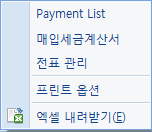 Payment List
매입세금계산서
전표 관리
프린트 옵션
엑셀 내려받기(E)